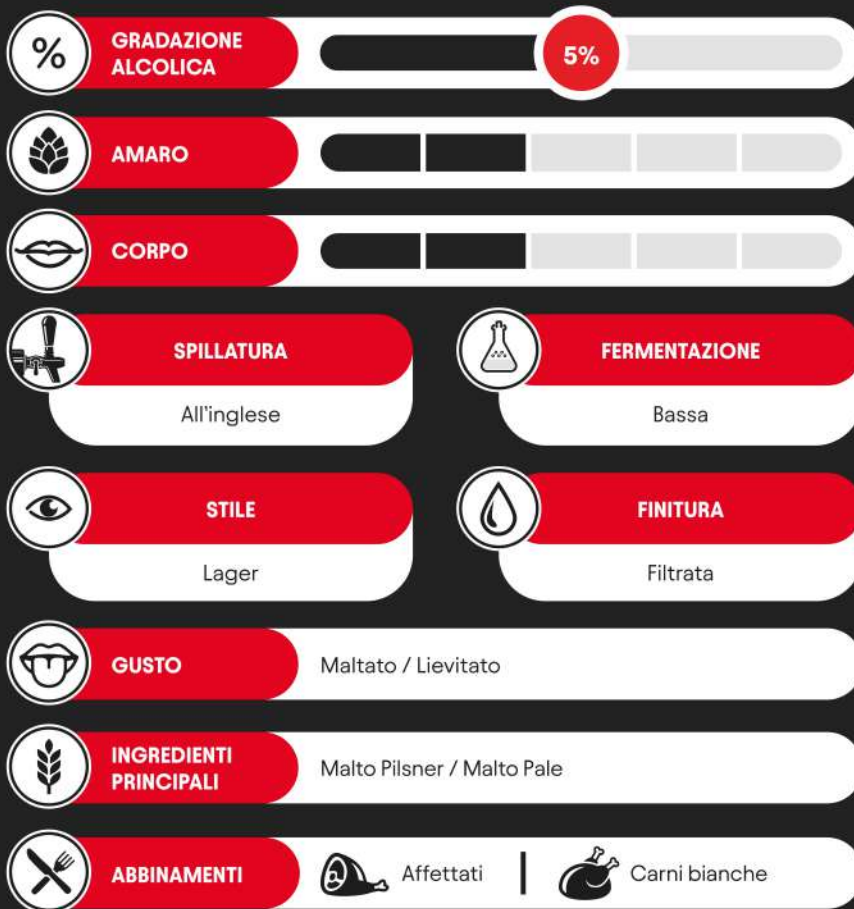 %
GRADAZIONE
ALCOLICA
5%
AMARO
CORPO
SPILLATURA
All'inglese
FERMENTAZIONE
Bassa
STILE
Lager
FINITURA
Filtrata
GUSTO
Maltato / Lievitato
INGREDIENTI
PRINCIPALI
Malto Pilsner / Malto Pale
ABBINAMENTI
Affettati
Carni bianche